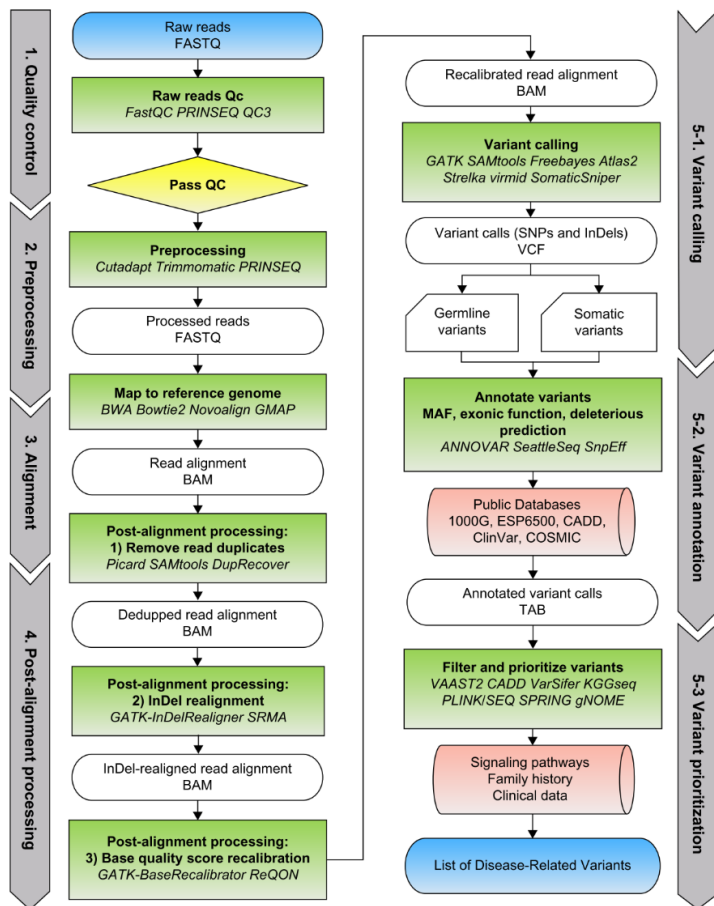 1. Quality control
2. Preprocessing
3. Alignment
4. Post-alignment processing
Raw reads
FASTQ
Raw reads Qc
FastQC PRINSEQ QC3
Pass QC
Preprocessing
Cutadapt Trimmomatic PRINSEQ
Processed reads
FASTQ
Map to reference genome
BWA Bowtie2 Novoalign GMAP
Read alignment
BAM
Post-alignment processing:
1) Remove read duplicates
Picard SAMtools DupRecover
Dedupped read alignment
BAM
Post-alignment processing:
2) InDel realignment
GATK-InDelRealigner SRMA
InDel-realigned read alignment
BAM
Post-alignment processing:
3) Base quality score recalibration
GATK-BaseRecalibrator ReQON
Recalibrated read alignment
BAM
Variant calling
GATK SAMtools Freebayes Atlas2
Strelka virmid SomaticSniper
Variant calls (SNPs and InDels)
VCF
Germline
variants
Somatic
variants
Annotate variants
MAF, exonic function, deleterious
prediction
ANNOVAR SeattleSeq SnpEff
Public Databases
1000G, ESP6500, CADD,
ClinVar, COSMIC
Annotated variant calls
TAB
Filter and prioritize variants
VAAST2 CADD VarSifer KGGseq
PLINK/SEQ SPRING gNOME
Signaling pathways
Family history
Clinical data
List of Disease-Related Variants
5-1. Variant calling
5-2. Variant annotation
5-3 Variant prioritization